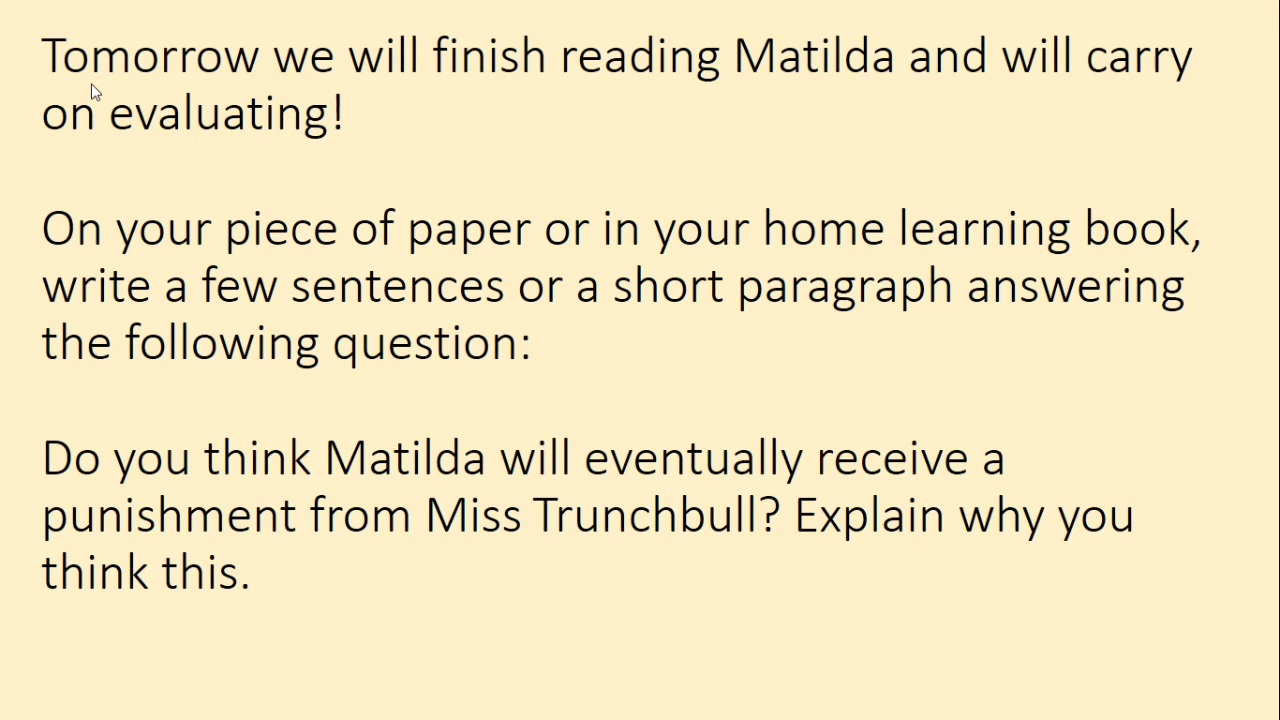 Tomorrow we will finish reading Matilda and will carry
on evaluating!
On your piece of paper or in your home learning book,
write a few sentences or a short paragraph answering
the following question:
Do you think Matilda will eventually receive a
punishment from Miss Trunchbull? Explain why you
think this.